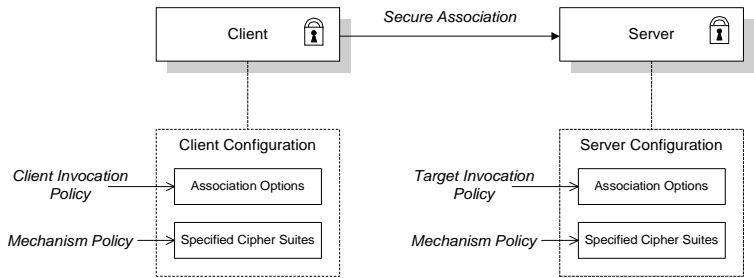 Secure Association
Client
Server
Client Configuration
Client Invocation
Policy
Association Options
Mechanism Policy
Specified Cipher Suites
Server Configuration
Target Invocation
Policy
Association Options
Mechanism Policy
Specified Cipher Suites